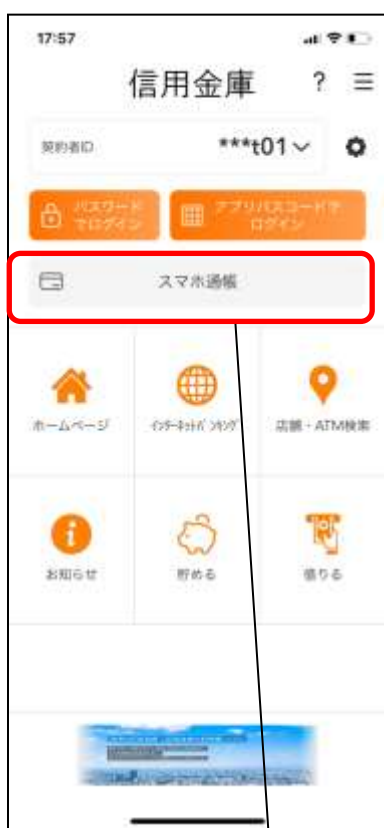 17:57
信用金庫 ? ☰
契約者ID ***t01
パスワード
でログイン
アプリパスコードで
ログイン
スマホ通帳
ホームページ
インターネットバンキング
店舗・ATM検索
お知らせ
貯める
借りる